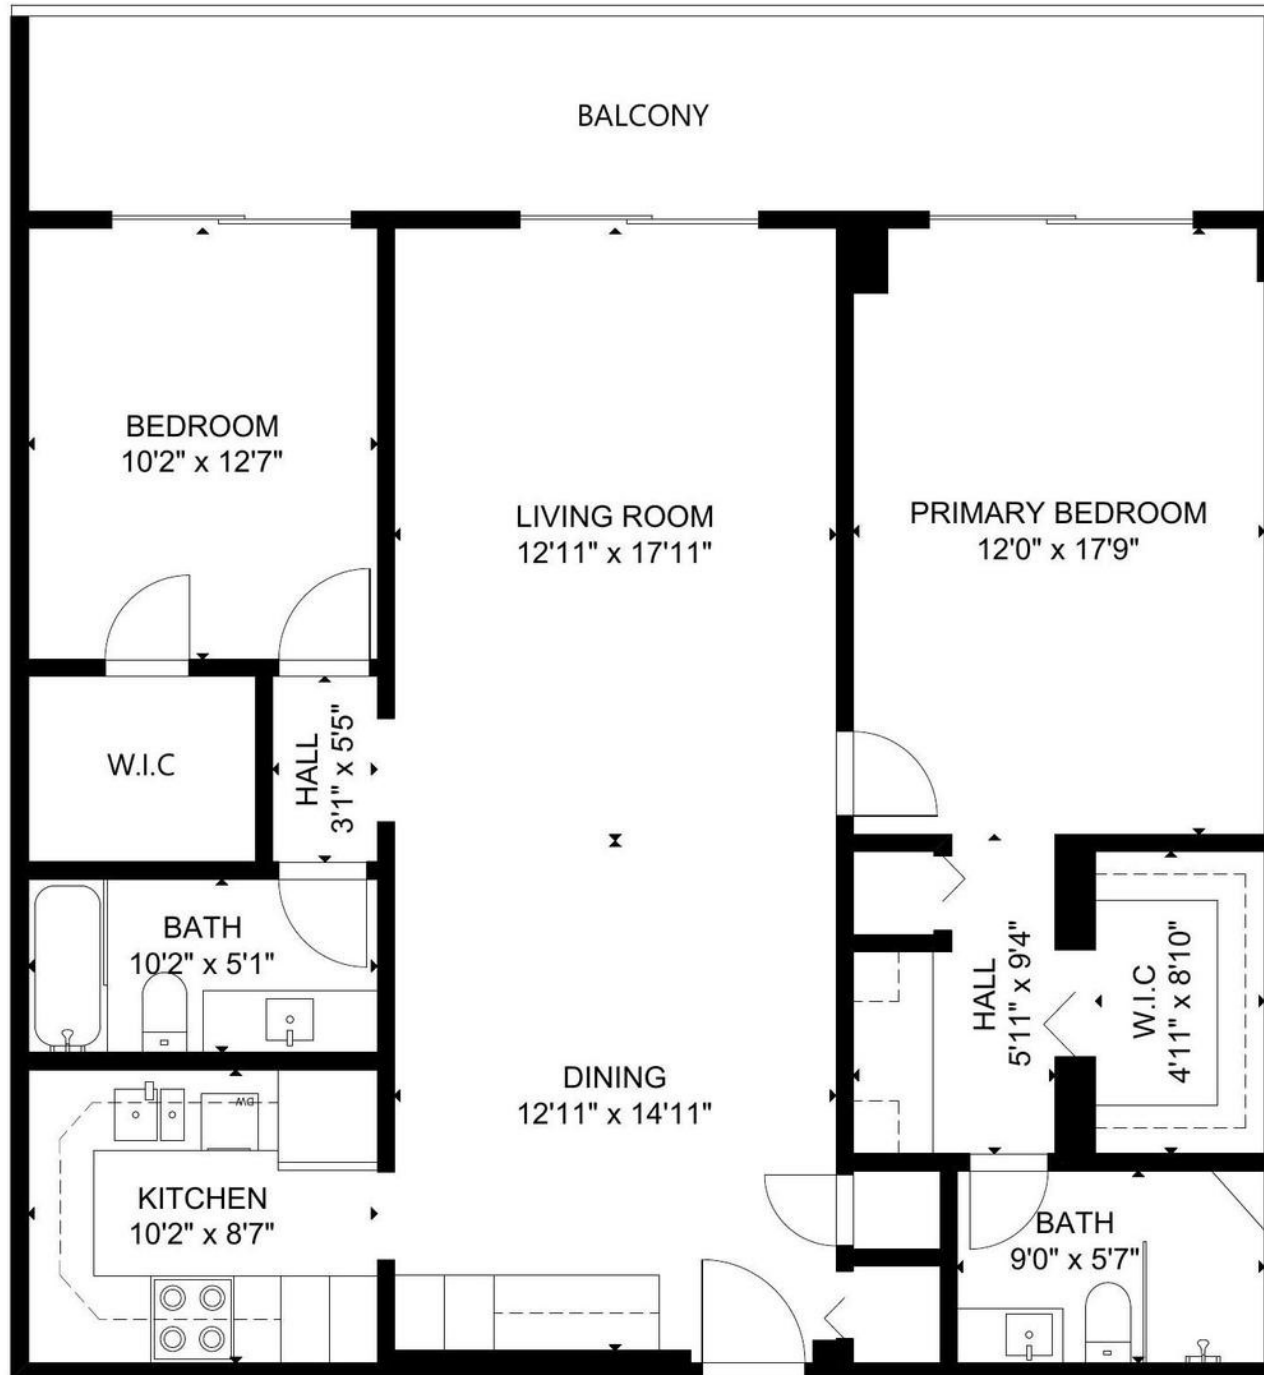 BALCONY
BEDROOM
10'2" x 12'7"
LIVING ROOM
12'11" x 17'11"
PRIMARY BEDROOM
12'0" x 17'9"
W.I.C
HALL
3'1" x 5'5"
BATH
10'2" x 5'1"
HALL
5'11" x 9'4"
W.I.C
4'11" x 8'10"
DINING
12'11" x 14'11"
DW
KITCHEN
10'2" x 8'7"
BATH
9'0" x 5'7"